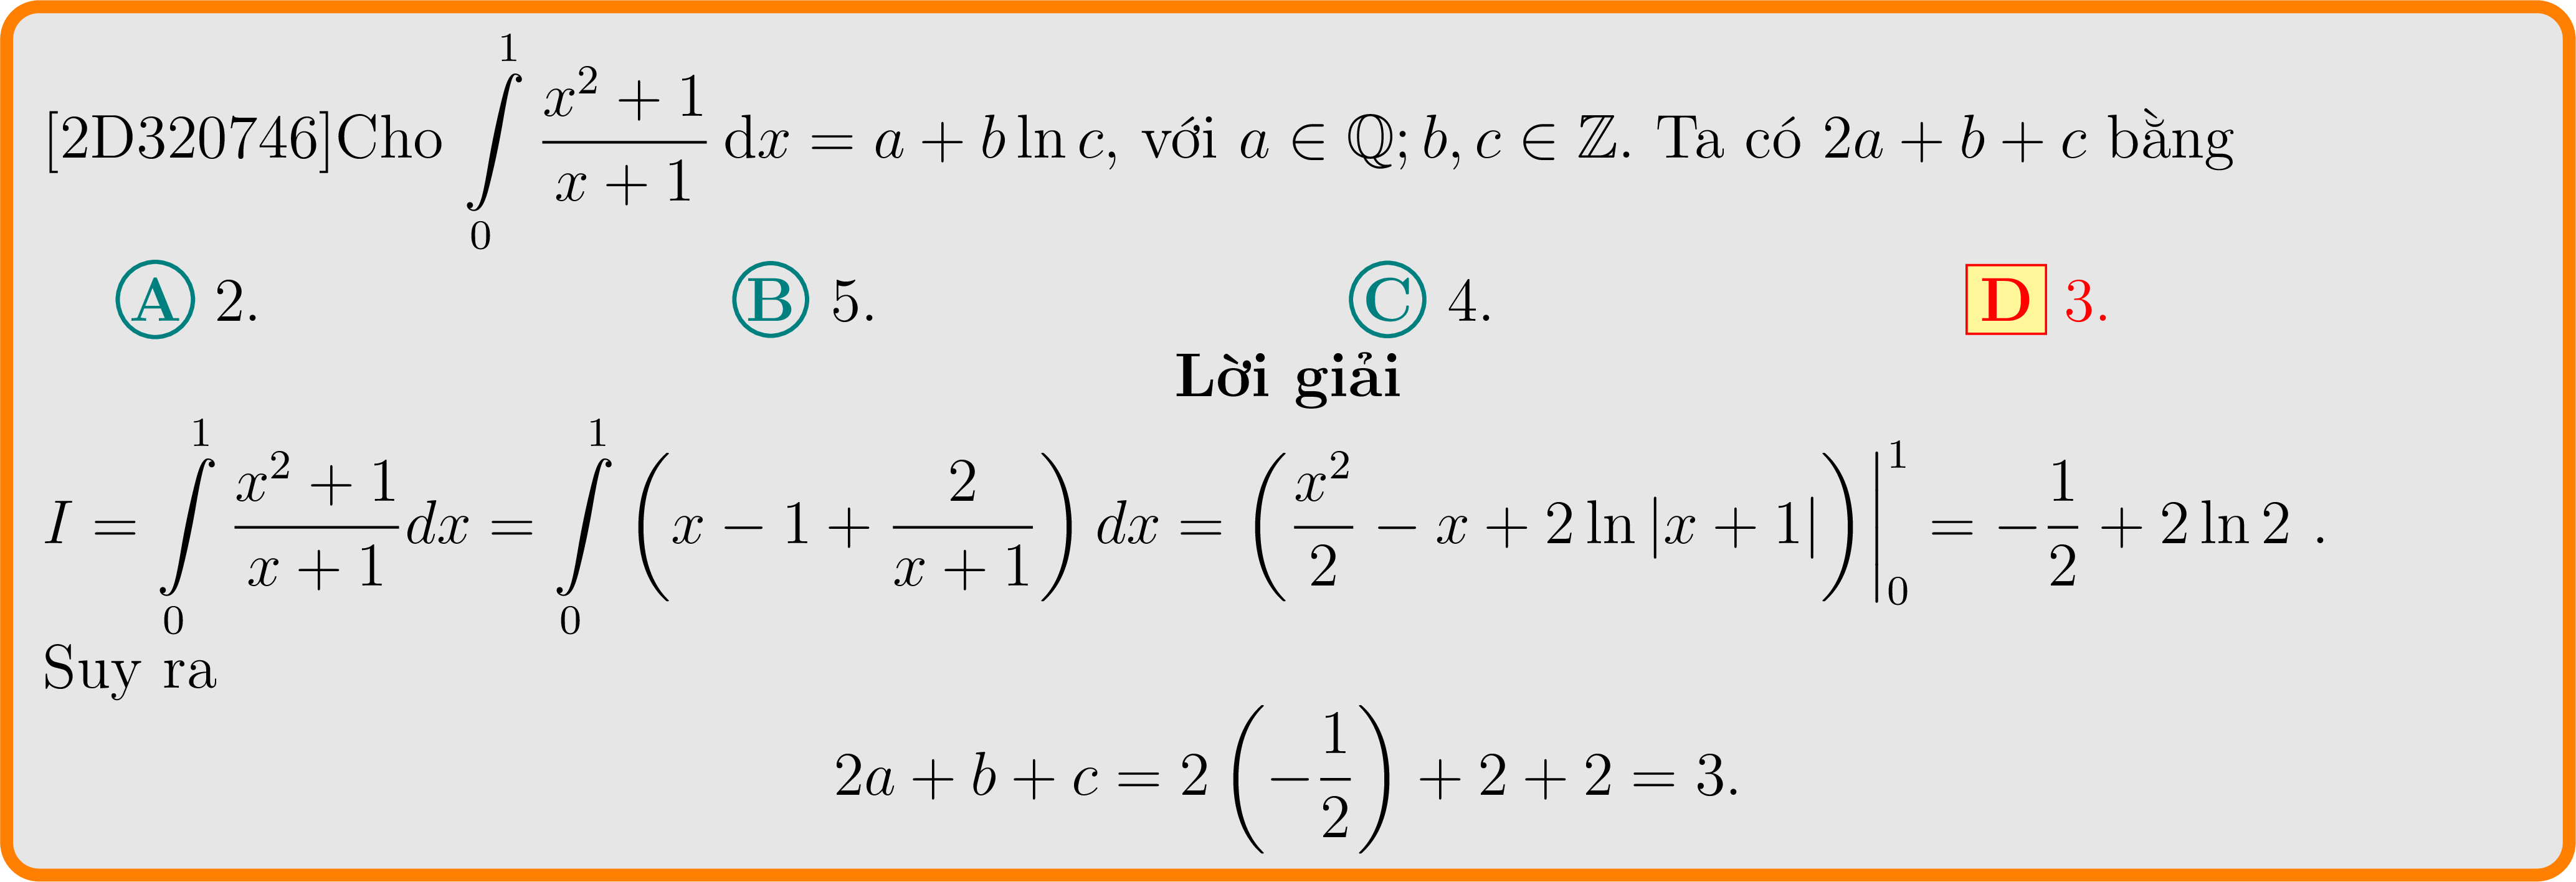 [2D320746]Cho $\int\limits_0^1 \frac{x^2+1}{x+1}\,\mathrm{d}x = a + b\ln c$, với $a \in \mathbb{Q}; b, c \in \mathbb{Z}$. Ta có $2a + b + c$ bằng
A 2. B 5. C 4. D 3.
Lời giải
$I = \int\limits_0^1 \frac{x^2+1}{x+1}dx = \int\limits_0^1 \left(x - 1 + \frac{2}{x+1}\right)dx = \left(\frac{x^2}{2} - x + 2\ln|x+1|\right)\Big|_0^1 = -\frac{1}{2} + 2\ln 2$ .
Suy ra
$2a + b + c = 2\left(-\frac{1}{2}\right) + 2 + 2 = 3.$